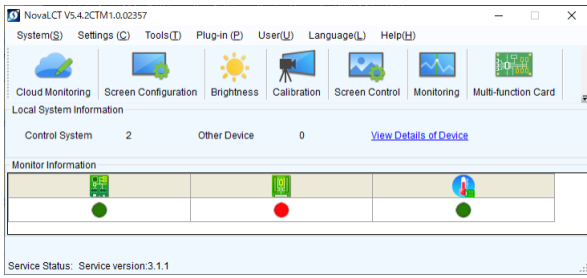 NovaLCT V5.4.2CTM1.0.02357
System(S) Settings (C) Tools(T) Plug-in (P) User(U) Language(L) Help(H)
Cloud Monitoring Screen Configuration Brightness Calibration Screen Control Monitoring Multi-function Card
Local System Information
Control System 2 Other Device 0 View Details of Device
Monitor Information
Service Status: Service version:3.1.1